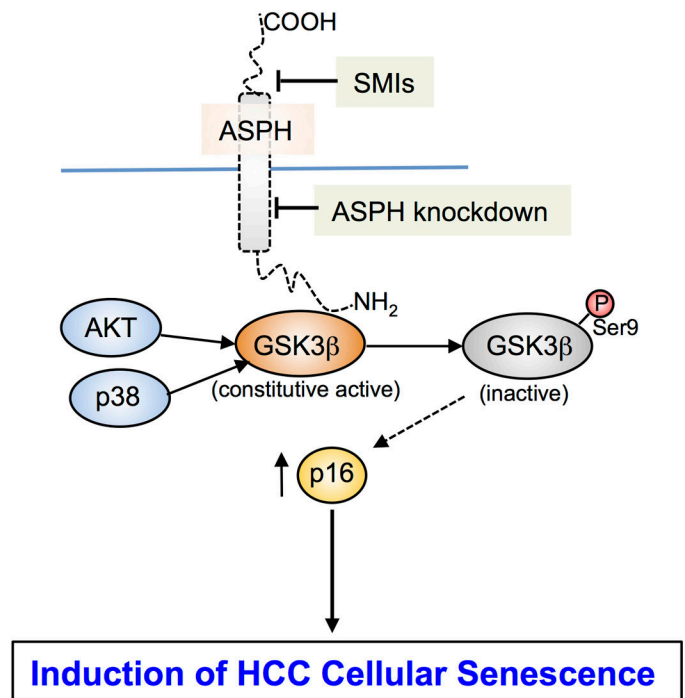 COOH
SMIs
ASPH
ASPH knockdown
NH₂
AKT
p38
GSK3β
(constitutive active)
P
Ser9
GSK3β
(inactive)
p16
Induction of HCC Cellular Senescence